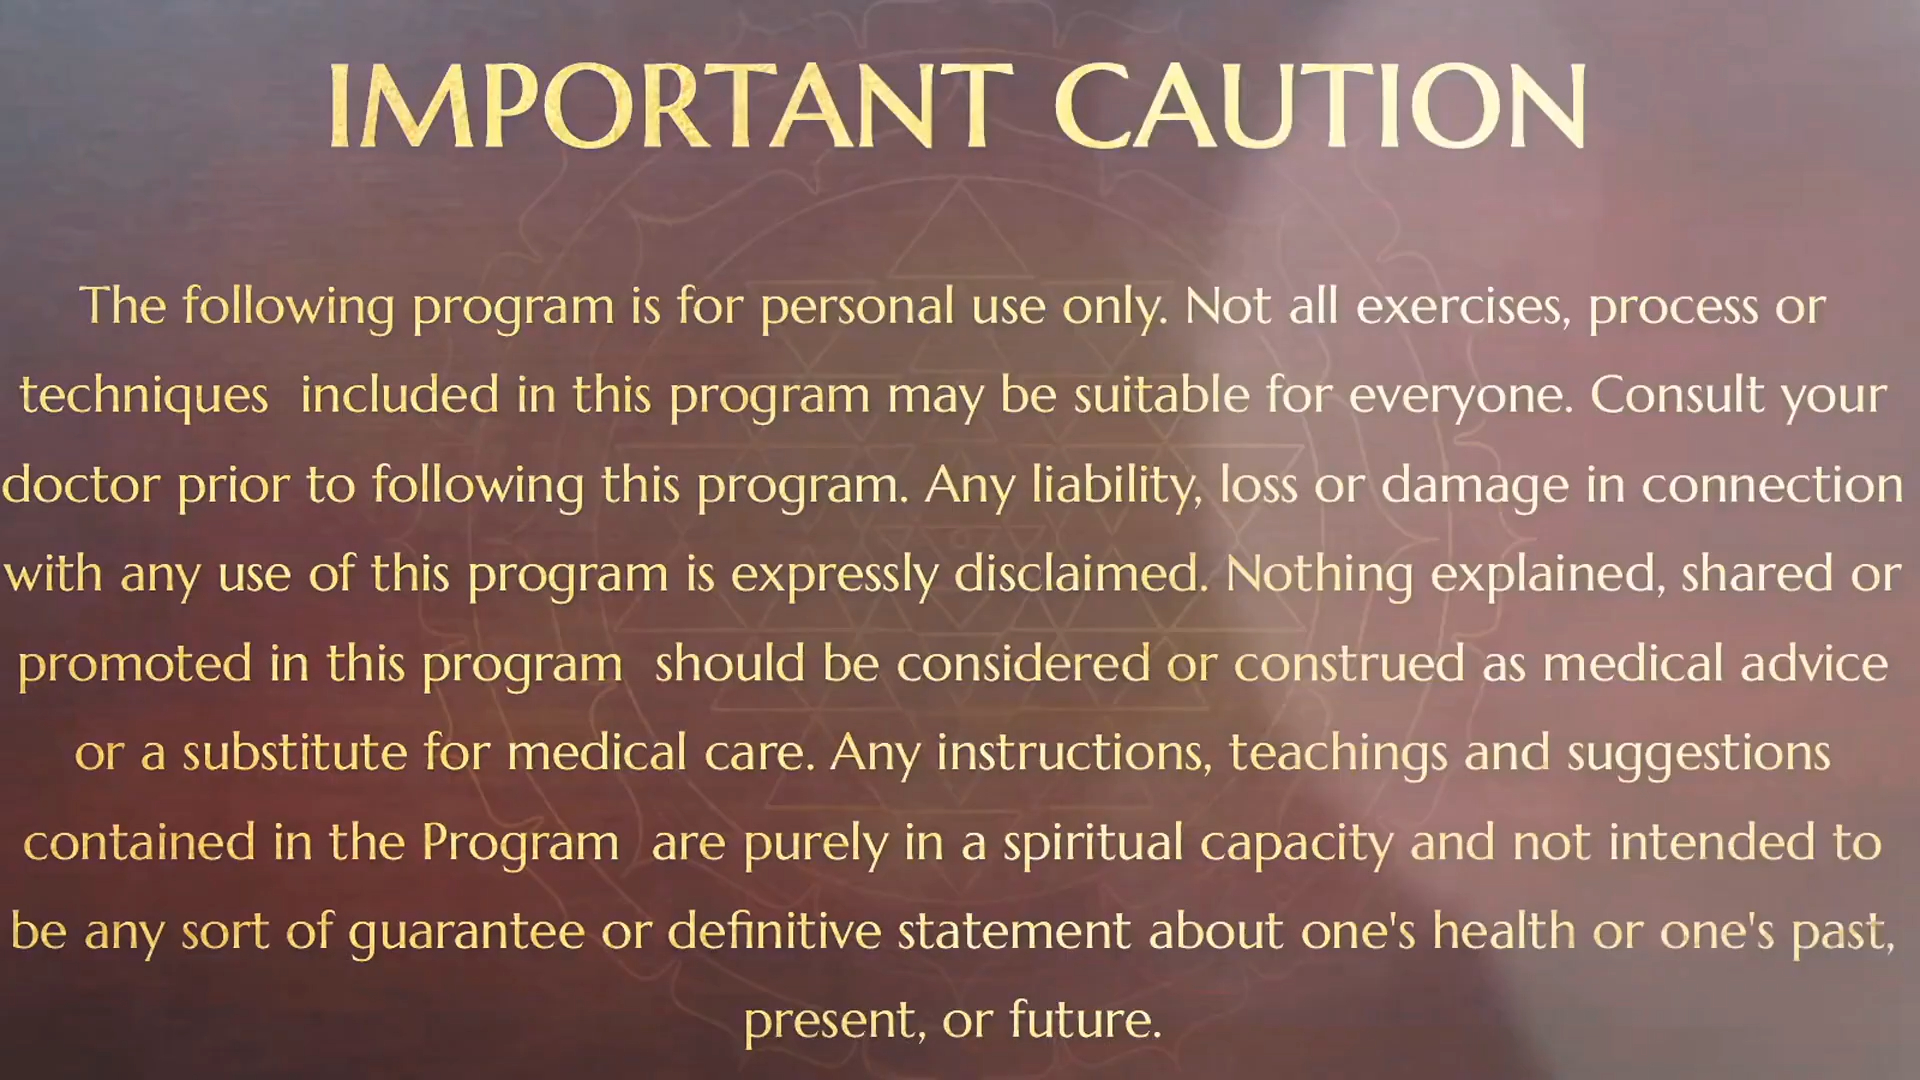 IMPORTANT CAUTION
The following program is for personal use only. Not all exercises, process or
techniques  included in this program may be suitable for everyone. Consult your
doctor prior to following this program. Any liability, loss or damage in connection
with any use of this program is expressly disclaimed. Nothing explained, shared or
promoted in this program  should be considered or construed as medical advice
or a substitute for medical care. Any instructions, teachings and suggestions
contained in the Program  are purely in a spiritual capacity and not intended to
be any sort of guarantee or definitive statement about one's health or one's past,
present, or future.